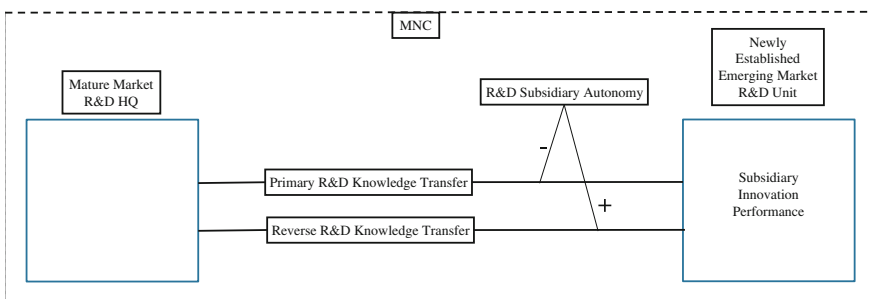 MNC
Mature Market
R&D HQ
R&D Subsidiary Autonomy
Newly
Established
Emerging Market
R&D Unit
-
Primary R&D Knowledge Transfer
+
Reverse R&D Knowledge Transfer
Subsidiary
Innovation
Performance